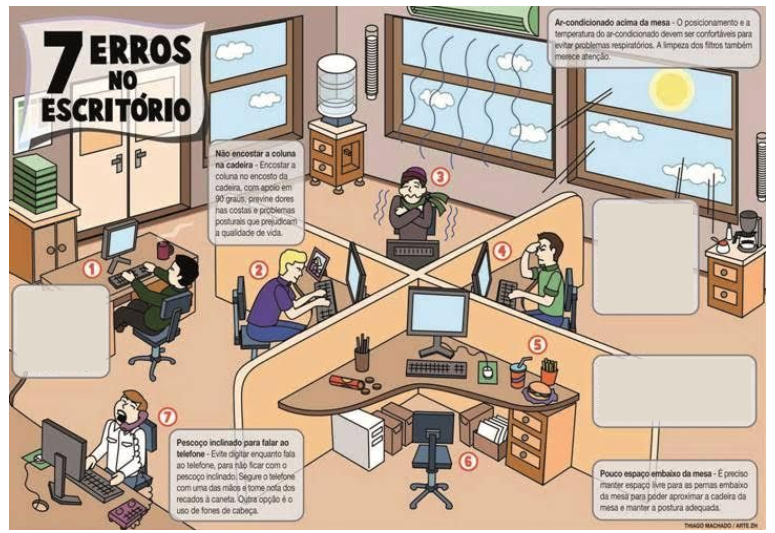 7 ERROS
NO
ESCRITÓRIO
Ar-condicionado acima da mesa - O posicionamento e a
temperatura do ar-condicionado devem ser confortáveis para
evitar problemas respiratórios. A limpeza dos filtros também
merece atenção.
Não encostar a coluna
na cadeira - Encostar a
coluna no encosto da
cadeira, com apoio em
90 graus, previne dores
nas costas e problemas
posturais que prejudicam
a qualidade de vida.
3
1
2
4
5
7
6
Pescoço inclinado para falar ao
telefone - Evite digitar enquanto fala
ao telefone, para não ficar com o
pescoço inclinado. Segure o telefone
com uma das mãos e tome nota dos
recados à caneta. Outra opção é o
uso de fones de cabeça.
Pouco espaço embaixo da mesa - É preciso
manter espaço livre para as pernas embaixo
da mesa para poder aproximar a cadeira da
mesa e manter a postura adequada.
THIAGO MACHADO / ARTE ZH